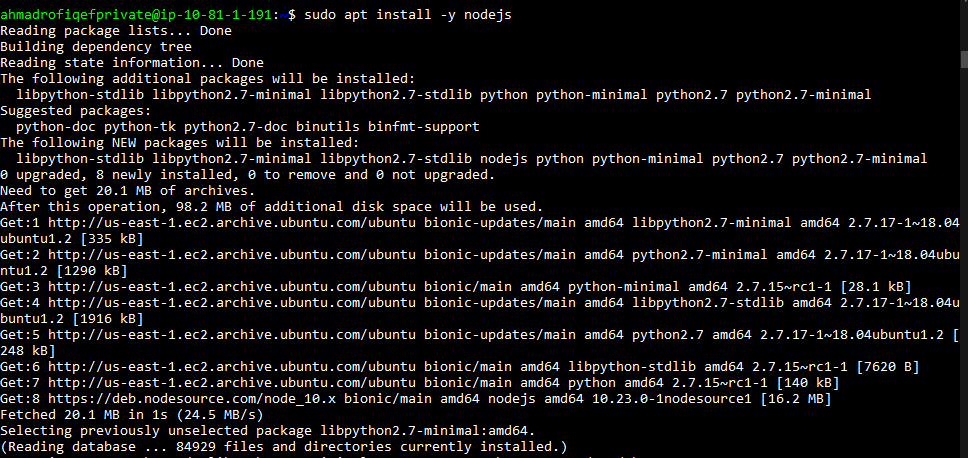 ahmadrofiqefprivate@ip-10-81-1-191:~$ sudo apt install -y nodejs
Reading package lists... Done
Building dependency tree
Reading state information... Done
The following additional packages will be installed:
  libpython-stdlib libpython2.7-minimal libpython2.7-stdlib python python-minimal python2.7 python2.7-minimal
Suggested packages:
  python-doc python-tk python2.7-doc binutils binfmt-support
The following NEW packages will be installed:
  libpython-stdlib libpython2.7-minimal libpython2.7-stdlib nodejs python python-minimal python2.7 python2.7-minimal
0 upgraded, 8 newly installed, 0 to remove and 0 not upgraded.
Need to get 20.1 MB of archives.
After this operation, 98.2 MB of additional disk space will be used.
Get:1 http://us-east-1.ec2.archive.ubuntu.com/ubuntu bionic-updates/main amd64 libpython2.7-minimal amd64 2.7.17-1~18.04
ubuntu1.2 [335 kB]
Get:2 http://us-east-1.ec2.archive.ubuntu.com/ubuntu bionic-updates/main amd64 python2.7-minimal amd64 2.7.17-1~18.04ubu
ntu1.2 [1290 kB]
Get:3 http://us-east-1.ec2.archive.ubuntu.com/ubuntu bionic/main amd64 python-minimal amd64 2.7.15~rc1-1 [28.1 kB]
Get:4 http://us-east-1.ec2.archive.ubuntu.com/ubuntu bionic-updates/main amd64 libpython2.7-stdlib amd64 2.7.17-1~18.04u
buntu1.2 [1916 kB]
Get:5 http://us-east-1.ec2.archive.ubuntu.com/ubuntu bionic-updates/main amd64 python2.7 amd64 2.7.17-1~18.04ubuntu1.2 [
248 kB]
Get:6 http://us-east-1.ec2.archive.ubuntu.com/ubuntu bionic/main amd64 libpython-stdlib amd64 2.7.15~rc1-1 [7620 B]
Get:7 http://us-east-1.ec2.archive.ubuntu.com/ubuntu bionic/main amd64 python amd64 2.7.15~rc1-1 [140 kB]
Get:8 https://deb.nodesource.com/node_10.x bionic/main amd64 nodejs amd64 10.23.0-1nodesource1 [16.2 MB]
Fetched 20.1 MB in 1s (24.5 MB/s)
Selecting previously unselected package libpython2.7-minimal:amd64.
(Reading database ... 84929 files and directories currently installed.)